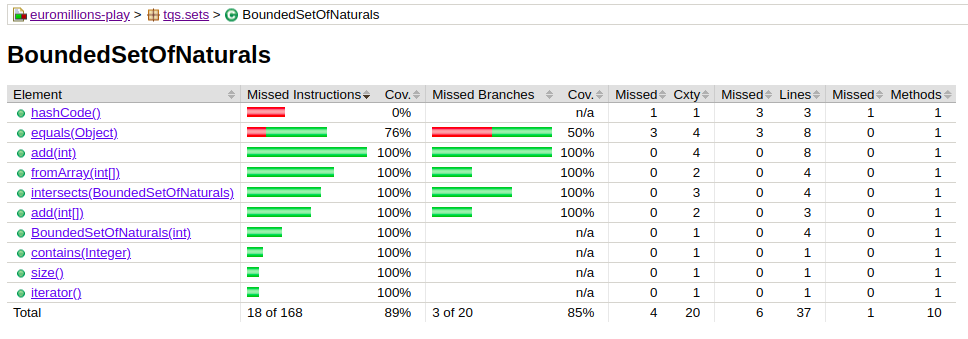 euromillions-play > tqs.sets > BoundedSetOfNaturals
BoundedSetOfNaturals
Element Missed Instructions Cov. Missed Branches Cov. Missed Cxty Missed Lines Missed Methods
hashCode() 0% n/a 1 1 3 3 1 1
equals(Object) 76% 50% 3 4 3 8 0 1
add(int) 100% 100% 0 4 0 8 0 1
fromArray(int[]) 100% 100% 0 2 0 4 0 1
intersects(BoundedSetOfNaturals) 100% 100% 0 3 0 4 0 1
add(int[]) 100% 100% 0 2 0 3 0 1
BoundedSetOfNaturals(int) 100% n/a 0 1 0 4 0 1
contains(Integer) 100% n/a 0 1 0 1 0 1
size() 100% n/a 0 1 0 1 0 1
iterator() 100% n/a 0 1 0 1 0 1
Total 18 of 168 89% 3 of 20 85% 4 20 6 37 1 10